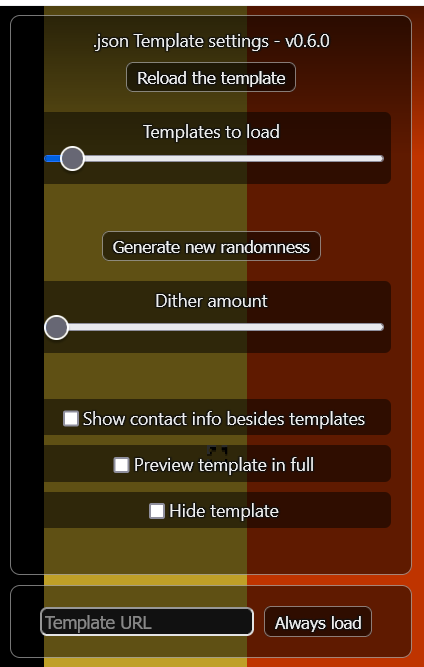 .json Template settings - v0.6.0
Reload the template
Templates to load
Generate new randomness
Dither amount
Show contact info besides templates
Preview template in full
Hide template
Template URL Always load